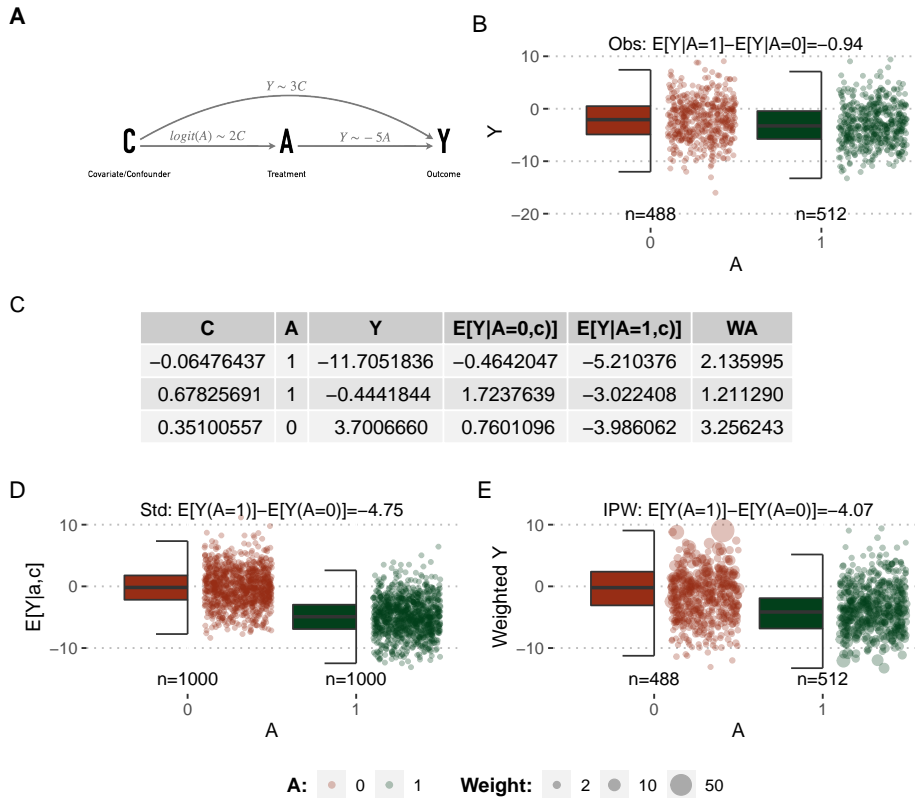 A
Y ∼ 3C
logit(A) ∼ 2C
Y ∼ − 5A
C A Y
Covariate/Confounder Treatment Outcome
B
Obs: E[Y|A=1]−E[Y|A=0]=−0.94
10
0
−10
−20
Y
n=488 n=512
0 1
A
C
C A Y E[Y|A=0,c)] E[Y|A=1,c)] WA
−0.06476437 1 −11.7051836 −0.4642047 −5.210376 2.135995
0.67825691 1 −0.4441844 1.7237639 −3.022408 1.211290
0.35100557 0 3.7006660 0.7601096 −3.986062 3.256243
D
Std: E[Y(A=1)]−E[Y(A=0)]=−4.75
10
0
−10
E[Y|a,c]
n=1000 n=1000
0 1
A
E
IPW: E[Y(A=1)]−E[Y(A=0)]=−4.07
10
0
−10
Weighted Y
n=488 n=512
0 1
A
A: 0 1 Weight: 2 10 50